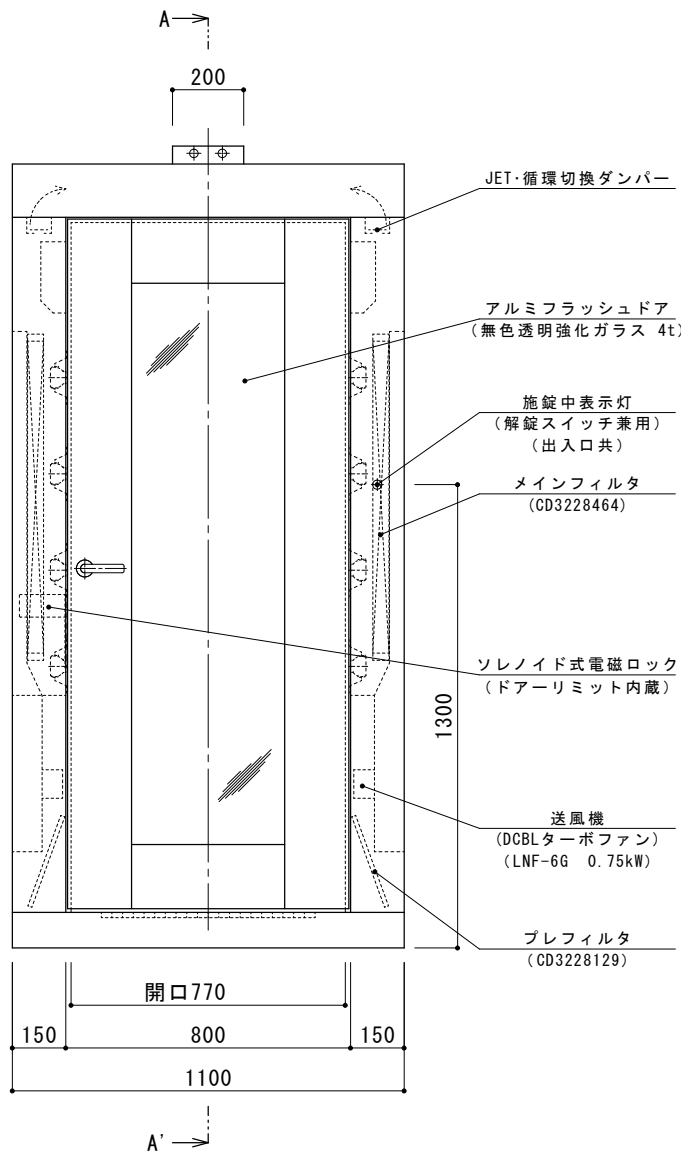 A
200
JET・循環切換ダンパー
アルミフラッシュドア
(無色透明強化ガラス 4t)
施錠中表示灯
(解錠スイッチ兼用)
(出入口共)
メインフィルタ
(CD3228464)
ソレノイド式電磁ロック
(ドアーリミット内蔵)
1300
送風機
(DCBLターボファン)
(LNF-6G 0.75kW)
プレフィルタ
(CD3228129)
開口770
150 800 150
1100
A'